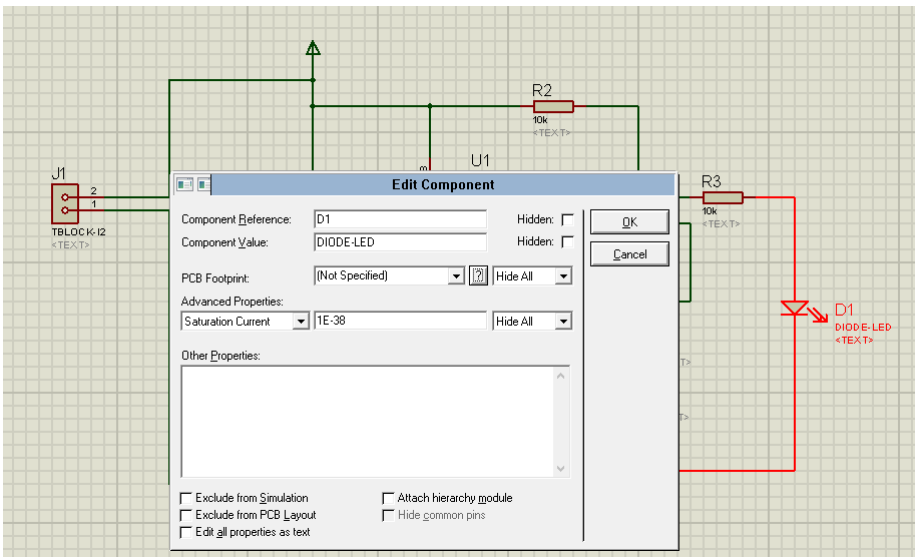 R2
10k
<TEXT>
U1
3
J1
2
1
TBLOCK-I2
<TEXT>
Edit Component
Component Reference:
D1
Hidden:
OK
Component Value:
DIODE-LED
Hidden:
Cancel
PCB Footprint:
(Not Specified)
?
Hide All
Advanced Properties:
Saturation Current
1E-38
Hide All
Other Properties:
Exclude from Simulation
Attach hierarchy module
Exclude from PCB Layout
Hide common pins
Edit all properties as text
R3
10k
<TEXT>
D1
DIODE-LED
<TEXT>
T>
T>